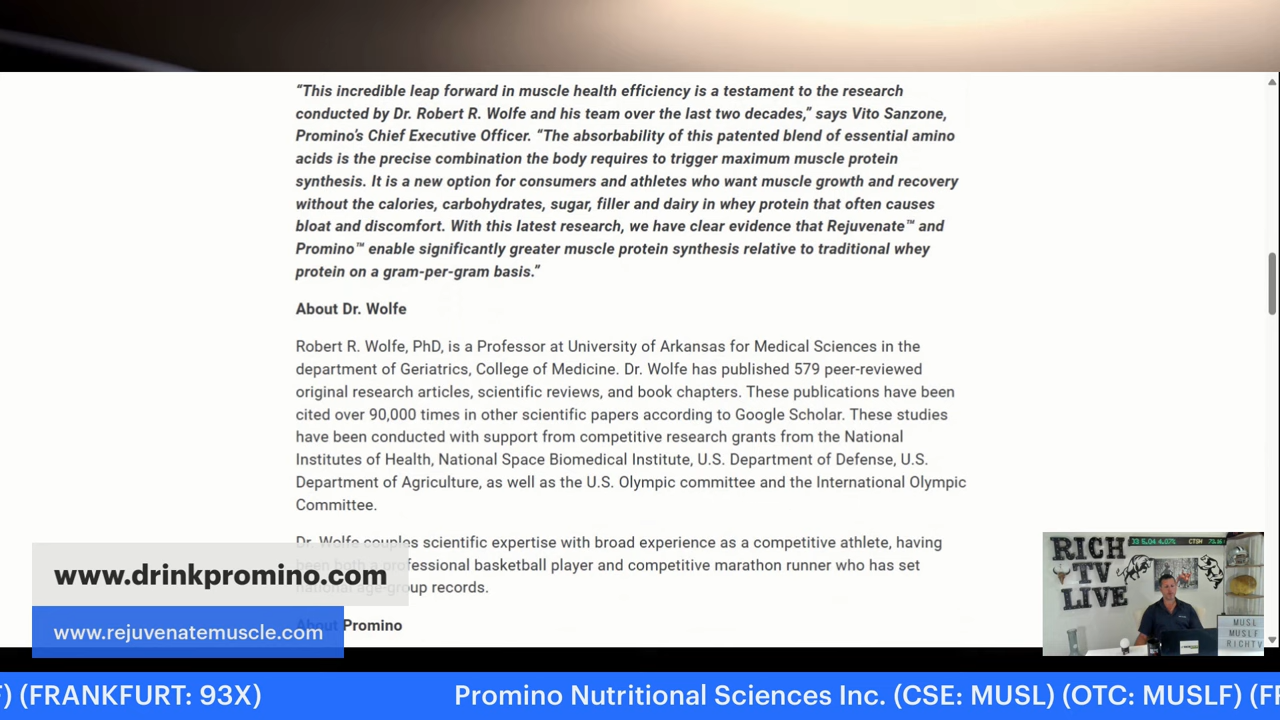 “This incredible leap forward in muscle health efficiency is a testament to the research
conducted by Dr. Robert R. Wolfe and his team over the last two decades,” says Vito Sanzone,
Promino’s Chief Executive Officer. “The absorbability of this patented blend of essential amino
acids is the precise combination the body requires to trigger maximum muscle protein
synthesis. It is a new option for consumers and athletes who want muscle growth and recovery
without the calories, carbohydrates, sugar, filler and dairy in whey protein that often causes
bloat and discomfort. With this latest research, we have clear evidence that Rejuvenate™ and
Promino™ enable significantly greater muscle protein synthesis relative to traditional whey
protein on a gram-per-gram basis.”
About Dr. Wolfe
Robert R. Wolfe, PhD, is a Professor at University of Arkansas for Medical Sciences in the
department of Geriatrics, College of Medicine. Dr. Wolfe has published 579 peer-reviewed
original research articles, scientific reviews, and book chapters. These publications have been
cited over 90,000 times in other scientific papers according to Google Scholar. These studies
have been conducted with support from competitive research grants from the National
Institutes of Health, National Space Biomedical Institute, U.S. Department of Defense, U.S.
Department of Agriculture, as well as the U.S. Olympic committee and the International Olympic
Committee.
Dr. Wolfe couples scientific expertise with broad experience as a competitive athlete, having
been both a professional basketball player and competitive marathon runner who has set
national age-group records.
About Promino
www.drinkpromino.com
www.rejuvenatemuscle.com
RICH
TV
LIVE
MUSL
MUSLF
RICHTV
F) (FRANKFURT: 93X)
Promino Nutritional Sciences Inc. (CSE: MUSL) (OTC: MUSLF) (FF